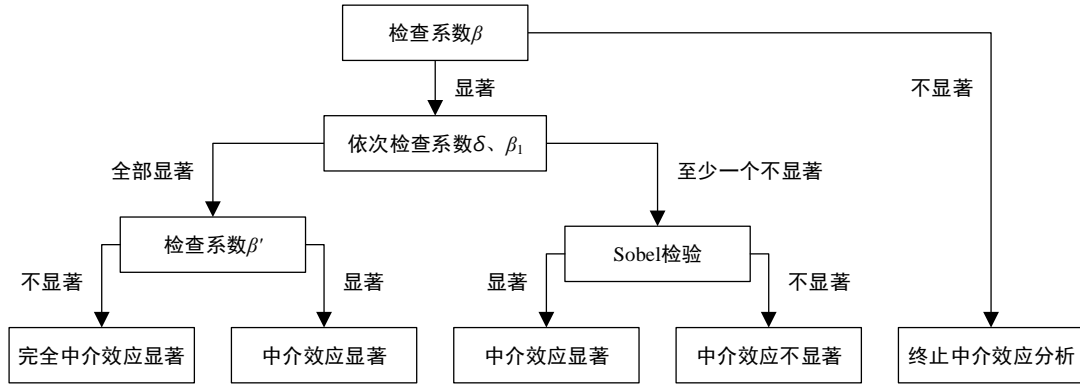 检查系数β
显著
不显著
依次检查系数δ、β₁
全部显著
至少一个不显著
检查系数β'
Sobel检验
不显著
显著
显著
不显著
完全中介效应显著
中介效应显著
中介效应显著
中介效应不显著
终止中介效应分析